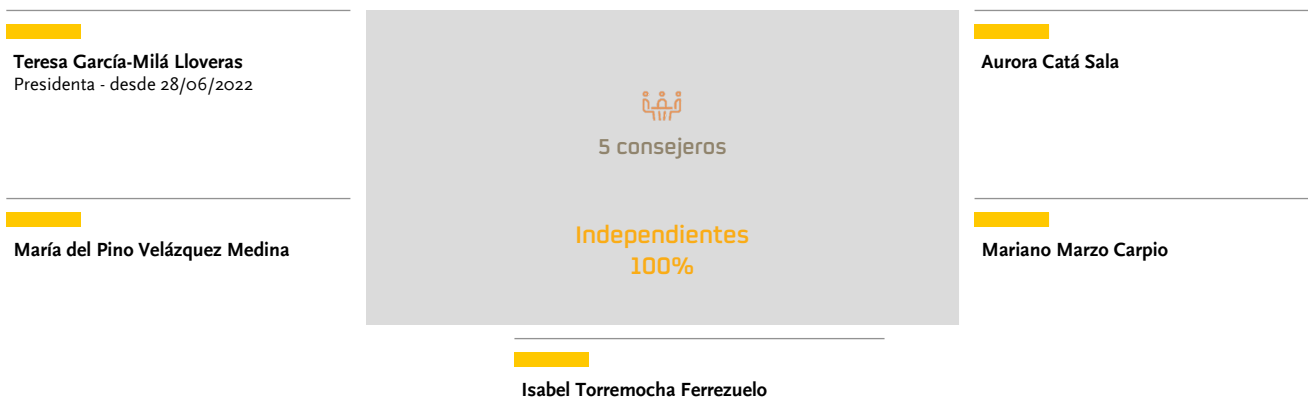 Teresa García-Milá Lloveras
Presidenta - desde 28/06/2022
María del Pino Velázquez Medina
5 consejeros
Independientes
100%
Aurora Catá Sala
Mariano Marzo Carpio
Isabel Torremocha Ferrezuelo